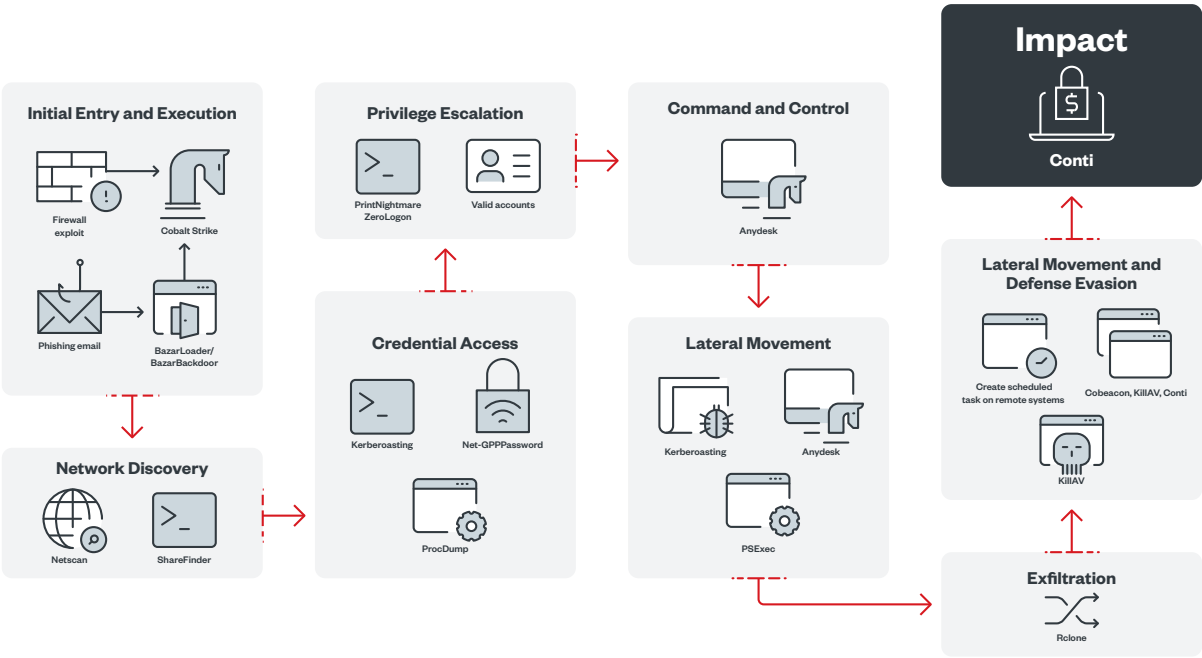 Initial Entry and Execution
Firewall
exploit
Cobalt Strike
Phishing email
BazarLoader/
BazarBackdoor
Network Discovery
Netscan
ShareFinder
Privilege Escalation
PrintNightmare
ZeroLogon
Valid accounts
Credential Access
Kerberoasting
Net-GPPPassword
ProcDump
Command and Control
Anydesk
Lateral Movement
Kerberoasting
Anydesk
PSExec
Impact
$
Conti
Lateral Movement and
Defense Evasion
Create scheduled
task on remote systems
Cobeacon, KillAV, Conti
KillAV
Exfiltration
Rclone